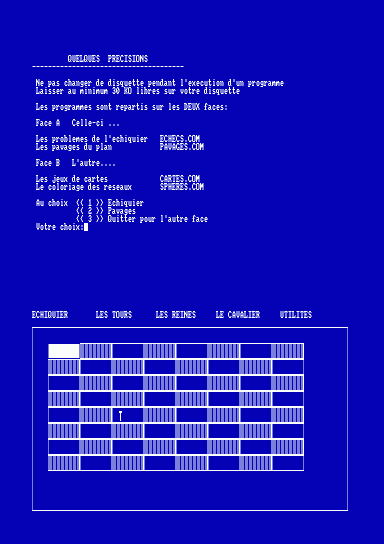 QUELQUES PRECISIONS
Ne pas changer de disquette pendant l'execution d'un programme
Laisser au minimum 30 KO libres sur votre disquette
Les programmes sont repartis sur les DEUX faces:
Face A Celle-ci ...
Les problemes de l'echiquier ECHECS.COM
Les pavages du plan PAVAGES.COM
Face B L'autre....
Les jeux de cartes CARTES.COM
Le coloriage des reseaux SPHERES.COM
Au choix << 1 >> Echiquier
<< 2 >> Pavages
<< 3 >> Quitter pour l'autre face
Votre choix:
ECHIQUIER LES TOURS LES REINES LE CAVALIER UTILITES